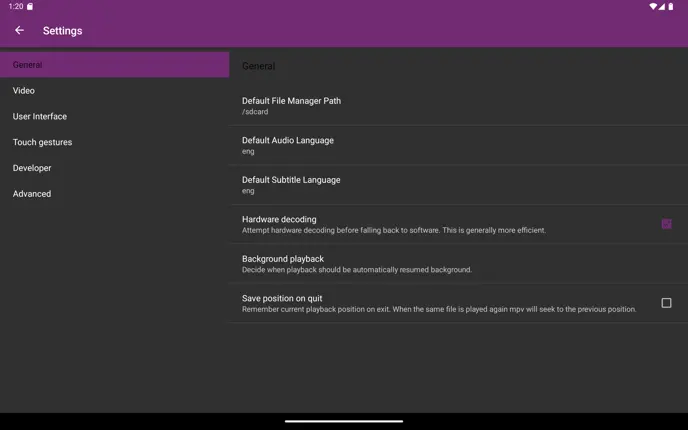 1:20
Settings
General
Video
User Interface
Touch gestures
Developer
Advanced
General
Default File Manager Path
/sdcard
Default Audio Language
eng
Default Subtitle Language
eng
Hardware decoding
Attempt hardware decoding before falling back to software. This is generally more efficient.
Background playback
Decide when playback should be automatically resumed background.
Save position on quit
Remember current playback position on exit. When the same file is played again mpv will seek to the previous position.